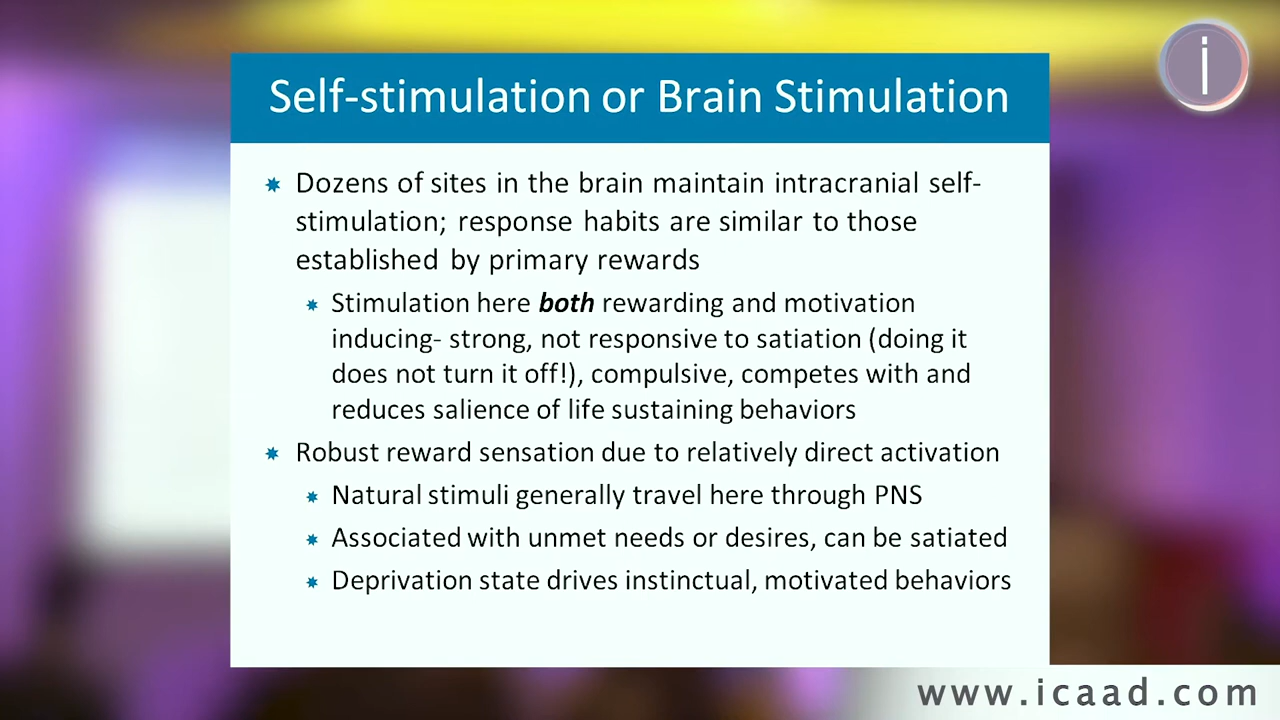 i
Self-stimulation or Brain Stimulation
Dozens of sites in the brain maintain intracranial self-
stimulation; response habits are similar to those
established by primary rewards
Stimulation here both rewarding and motivation
inducing- strong, not responsive to satiation (doing it
does not turn it off!), compulsive, competes with and
reduces salience of life sustaining behaviors
Robust reward sensation due to relatively direct activation
Natural stimuli generally travel here through PNS
Associated with unmet needs or desires, can be satiated
Deprivation state drives instinctual, motivated behaviors
www.icaad.com